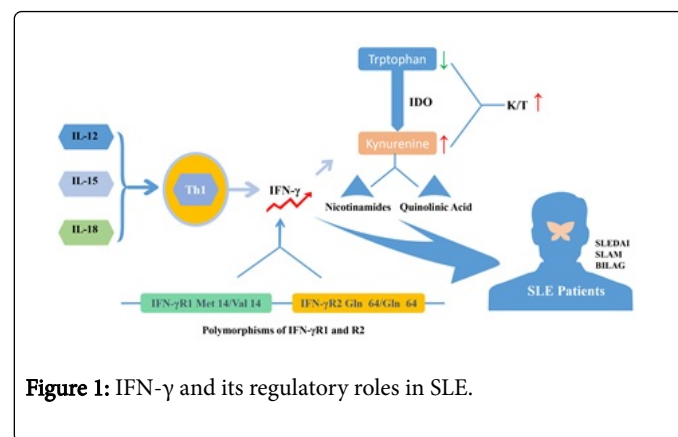 Trptophan
IDO
K/T
Kynurenine
IL-12
IL-15
IL-18
Th1
IFN-γ
Nicotinamides
Quinolinic Acid
SLEDAI
SLAM
BILAG
SLE Patients
IFN-γR1 Met 14/Val 14
IFN-γR2 Gln 64/Gln 64
Polymorphisms of IFN-γR1 and R2
Figure 1: IFN-γ and its regulatory roles in SLE.